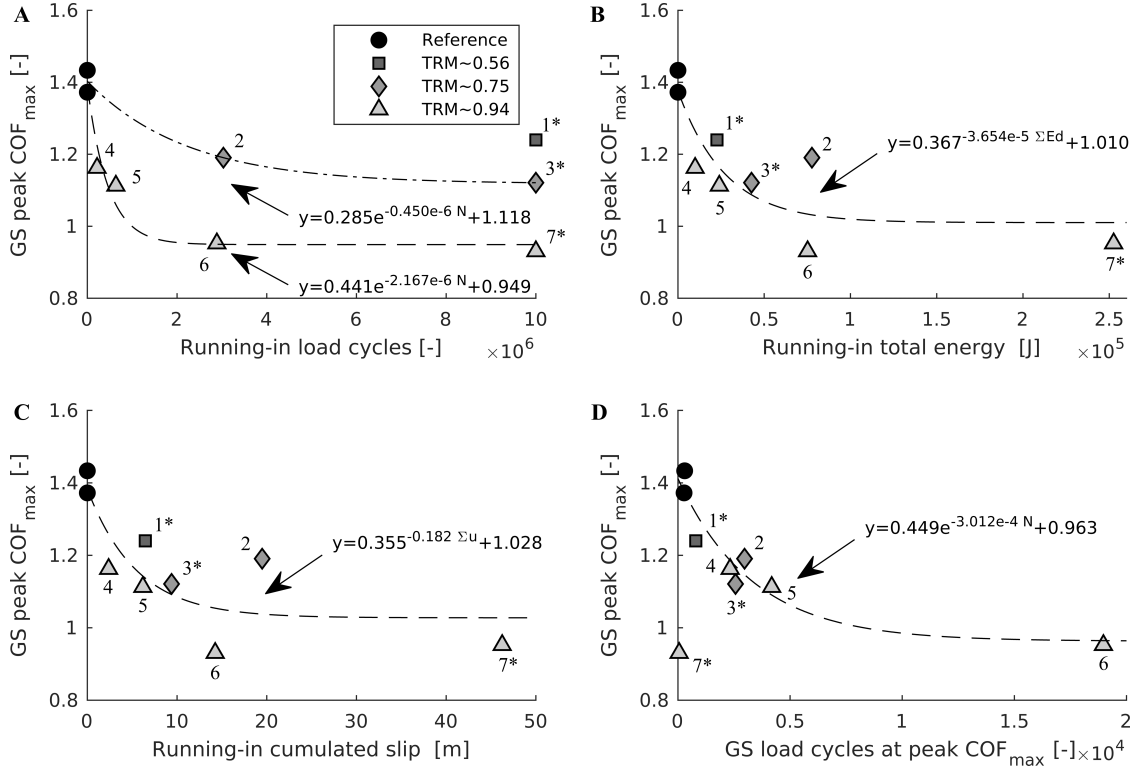 A
1.6
1.4
1.2
1
0.8
GS peak COFmax [-]
Reference
TRM~0.56
TRM~0.75
TRM~0.94
1*
2
3*
4
5
6
7*
y=0.285e-0.450e-6 N+1.118
y=0.441e-2.167e-6 N+0.949
0 2 4 6 8 10
Running-in load cycles [-] ×10^6
B
1.6
1.4
1.2
1
0.8
GS peak COFmax [-]
1*
2
3*
4
5
6
7*
y=0.367-3.654e-5 ΣEd+1.010
0 0.5 1 1.5 2 2.5
Running-in total energy [J] ×10^5
C
1.6
1.4
1.2
1
0.8
GS peak COFmax [-]
1*
2
3*
4
5
6
7*
y=0.355-0.182 Σu+1.028
0 10 20 30 40 50
Running-in cumulated slip [m]
D
1.6
1.4
1.2
1
0.8
GS peak COFmax [-]
1*
2
3*
4
5
6
7*
y=0.449e-3.012e-4 N+0.963
0 0.5 1 1.5 2
GS load cycles at peak COFmax [-]×10^4